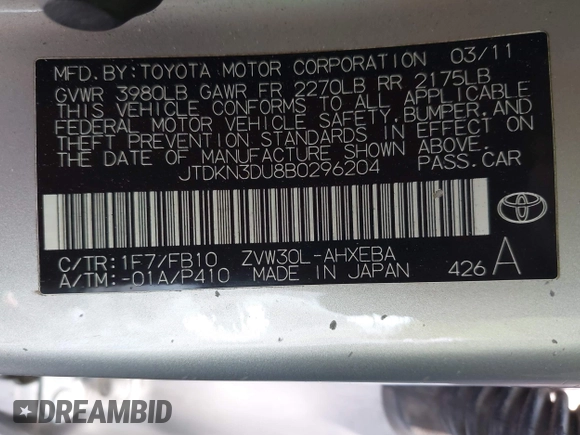 MFD. BY: TOYOTA MOTOR CORPORATION 03/11
GVWR 3980LB GAWR FR 2270LB RR 2175LB
THIS VEHICLE CONFORMS TO ALL APPLICABLE
FEDERAL MOTOR VEHICLE SAFETY, BUMPER, AND
THEFT PREVENTION STANDARDS IN EFFECT ON
THE DATE OF MANUFACTURE SHOWN ABOVE.
JTDKN3DU8B0296204 PASS. CAR
C/TR: 1F7/FB10 ZVW30L-AHXEBA
A/TM: -01A/P410 MADE IN JAPAN 426 A
DREAMBID